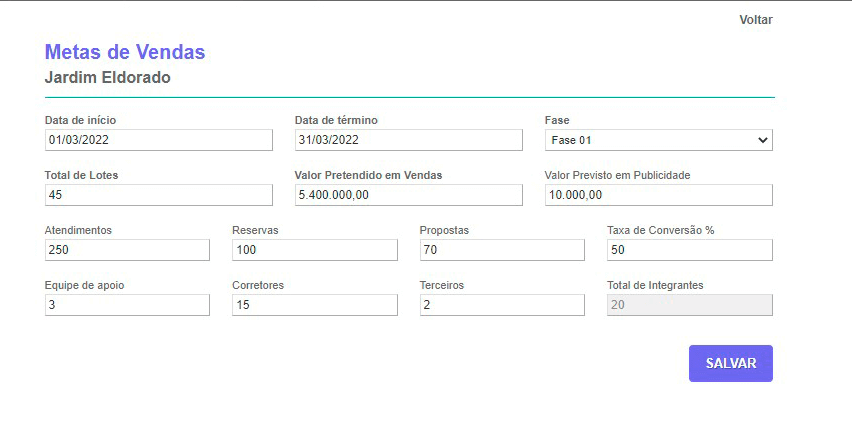 Voltar
Metas de Vendas
Jardim Eldorado
Data de início Data de término Fase
01/03/2022 31/03/2022 Fase 01
Total de Lotes Valor Pretendido em Vendas Valor Previsto em Publicidade
45 5.400.000,00 10.000,00
Atendimentos Reservas Propostas Taxa de Conversão %
250 100 70 50
Equipe de apoio Corretores Terceiros Total de Integrantes
3 15 2 20
SALVAR